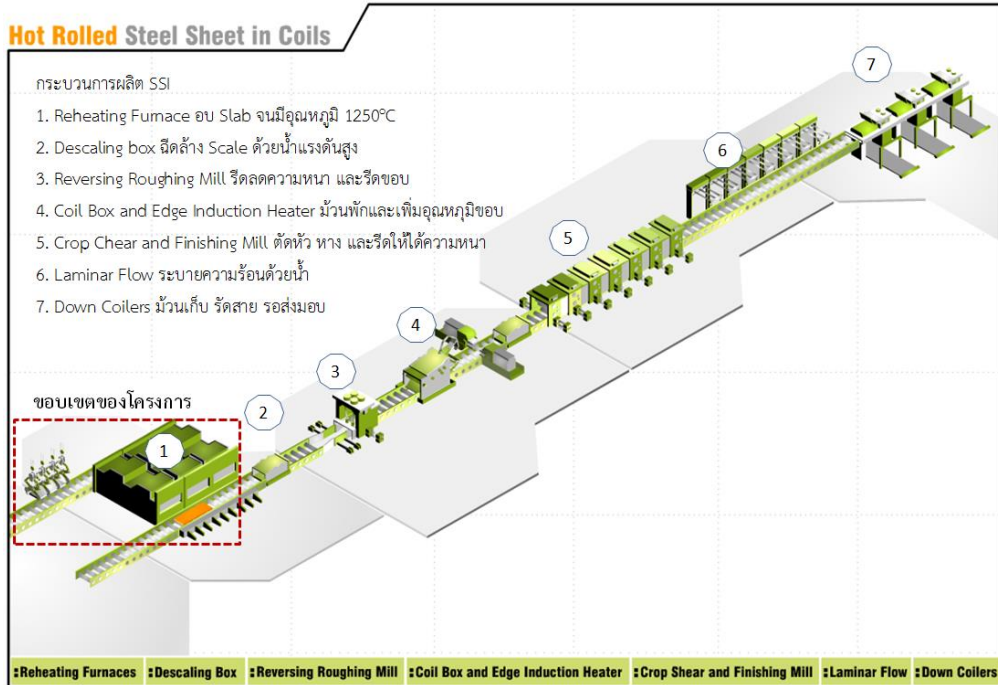 Hot Rolled Steel Sheet in Coils
กระบวนการผลิต SSI
1. Reheating Furnace อบ Slab จนมีอุณหภูมิ 1250°C
2. Descaling box ฉีดล้าง Scale ด้วยน้ำแรงดันสูง
3. Reversing Roughing Mill รีดลดความหนา และรีดขอบ
4. Coil Box and Edge Induction Heater ม้วนพักและเพิ่มอุณหภูมิขอบ
5. Crop Chear and Finishing Mill ตัดหัว หาง และรีดให้ได้ความหนา
6. Laminar Flow ระบายความร้อนด้วยน้ำ
7. Down Coilers ม้วนเก็บ รัดสาย รอส่งมอบ
7
6
5
4
3
ขอบเขตของโครงการ
2
1
:Reheating Furnaces :Descaling Box :Reversing Roughing Mill :Coil Box and Edge Induction Heater :Crop Shear and Finishing Mill :Laminar Flow :Down Coilers